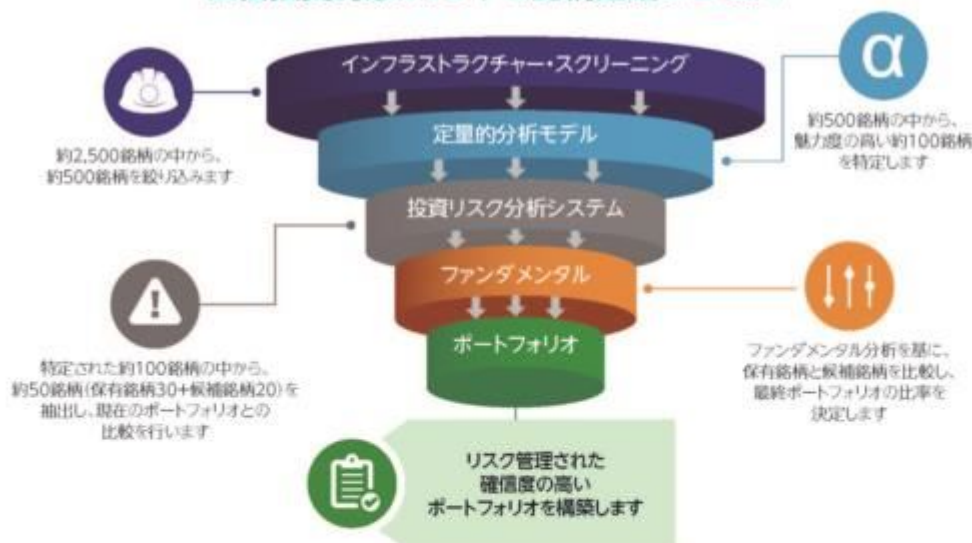 インフラストラクチャー・スクリーニング
約2,500銘柄の中から、
約500銘柄を絞り込みます
定量的分析モデル
α
約500銘柄の中から、
魅力度の高い約100銘柄
を特定します
投資リスク分析システム
特定された約100銘柄の中から、
約50銘柄(保有銘柄30+候補銘柄20)を
抽出し、現在のポートフォリオとの
比較を行います
ファンダメンタル
ファンダメンタル分析を基に、
保有銘柄と候補銘柄を比較し、
最終ポートフォリオの比率を
決定します
ポートフォリオ
リスク管理された
確信度の高い
ポートフォリオを構築します